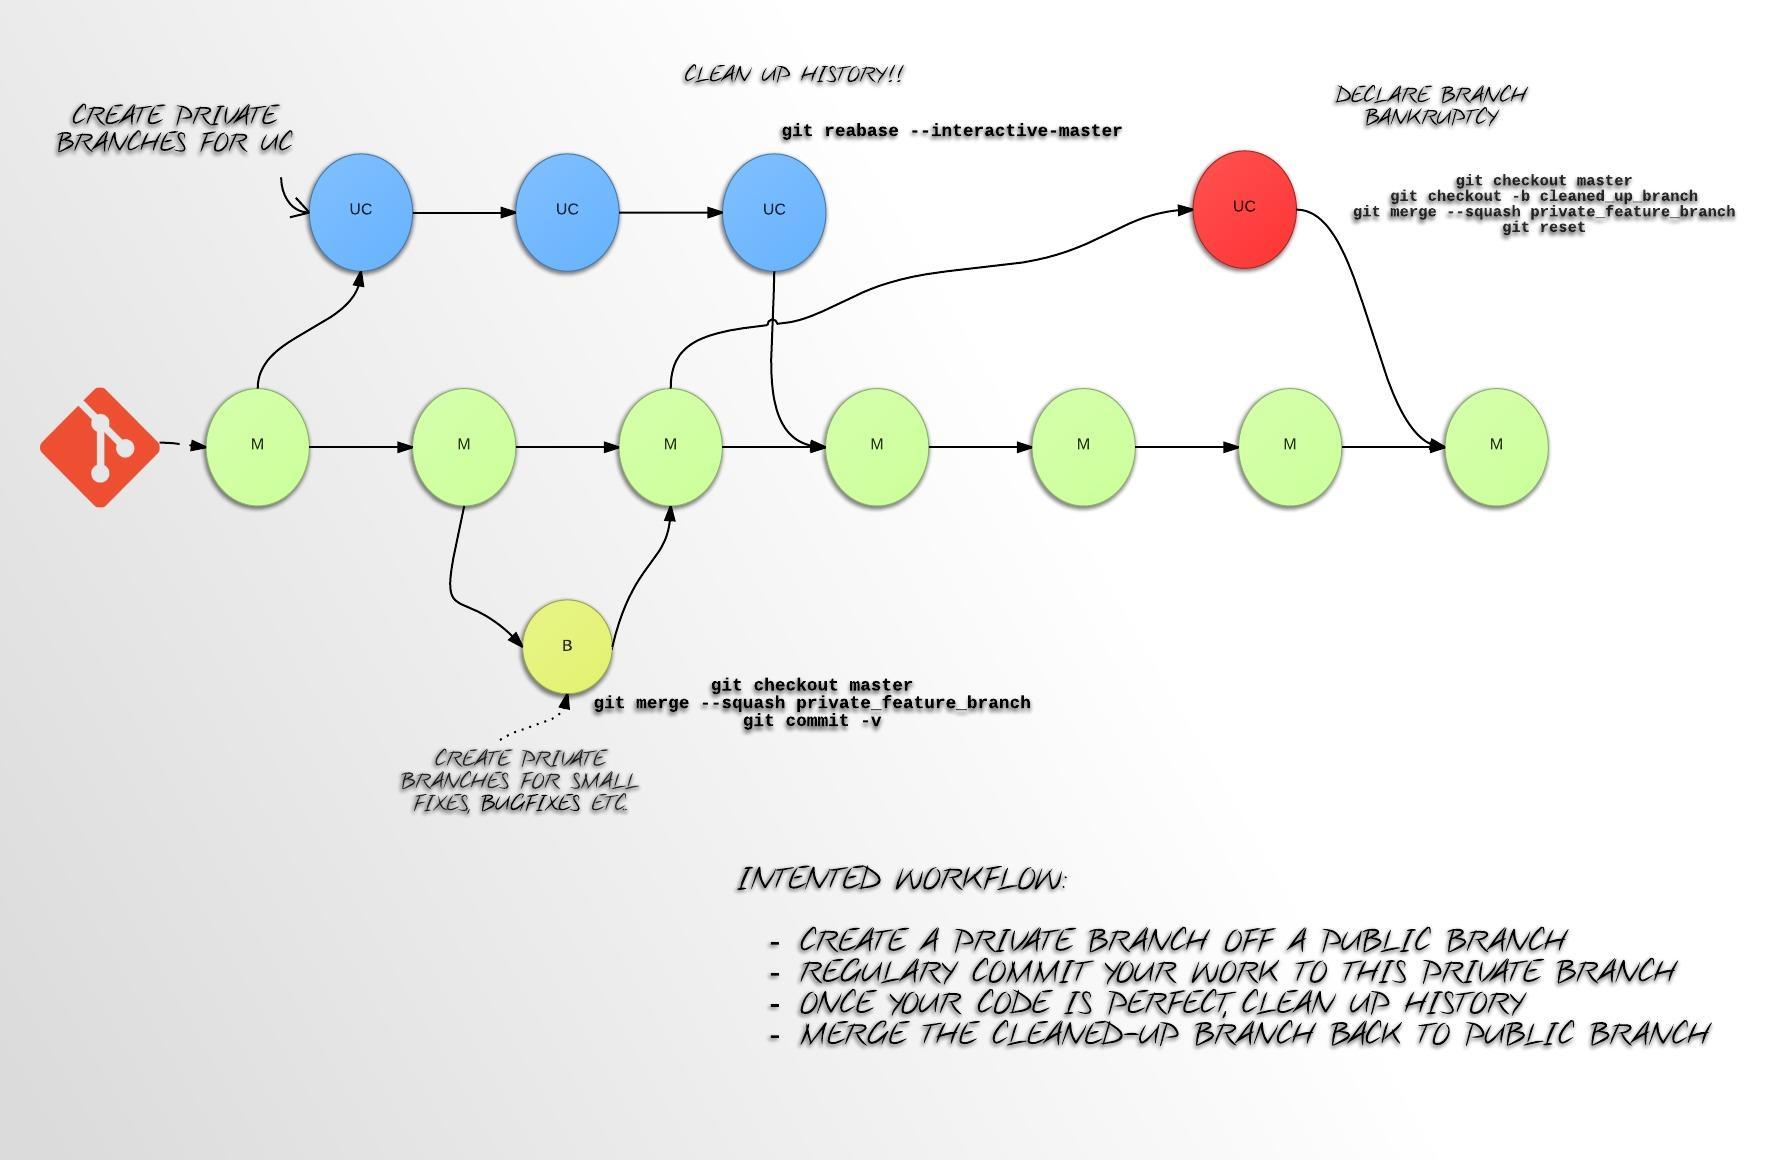 CLEAN UP HISTORY!!
CREATE PRIVATE
BRANCHES FOR UC
DECLARE BRANCH
BANKRUPTCY
git reabase --interactive-master
git checkout master
git checkout -b cleaned_up_branch
git merge --squash private_feature_branch
git reset
UC
UC
UC
UC
M
M
M
M
M
M
M
B
git checkout master
git merge --squash private_feature_branch
git commit -v
CREATE PRIVATE
BRANCHES FOR SMALL
FIXES, BUGFIXES ETC.
INTENTED WORKFLOW:
- CREATE A PRIVATE BRANCH OFF A PUBLIC BRANCH
- REGULARY COMMIT YOUR WORK TO THIS PRIVATE BRANCH
- ONCE YOUR CODE IS PERFECT, CLEAN UP HISTORY
- MERGE THE CLEANED-UP BRANCH BACK TO PUBLIC BRANCH